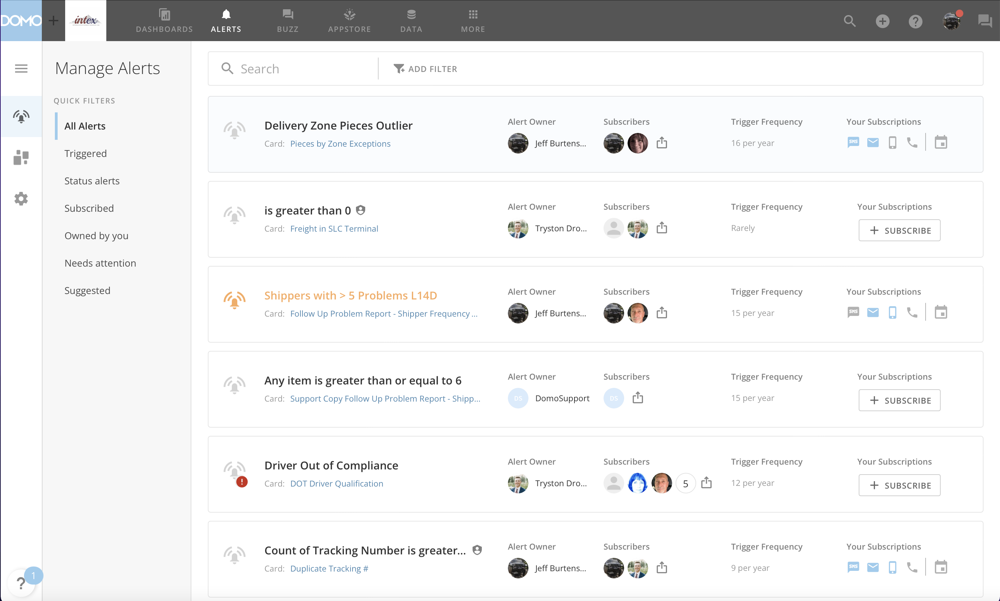 DOMO
intex
DASHBOARDS
ALERTS
BUZZ
APPSTORE
DATA
MORE
Manage Alerts
QUICK FILTERS
All Alerts
Triggered
Status alerts
Subscribed
Owned by you
Needs attention
Suggested
1
?
Search
ADD FILTER
Delivery Zone Pieces Outlier
Card: Pieces by Zone Exceptions
Alert Owner
Jeff Burtens...
Subscribers
Trigger Frequency
16 per year
Your Subscriptions
SMS
is greater than 0
Card: Freight in SLC Terminal
Alert Owner
Tryston Dro...
Subscribers
Trigger Frequency
Rarely
Your Subscriptions
+ SUBSCRIBE
Shippers with > 5 Problems L14D
Card: Follow Up Problem Report - Shipper Frequency ...
Alert Owner
Jeff Burtens...
Subscribers
Trigger Frequency
15 per year
Your Subscriptions
SMS
Any item is greater than or equal to 6
Card: Support Copy Follow Up Problem Report - Shipp...
Alert Owner
DS
DomoSupport
Subscribers
DS
Trigger Frequency
15 per year
Your Subscriptions
+ SUBSCRIBE
Driver Out of Compliance
Card: DOT Driver Qualification
Alert Owner
Tryston Dro...
Subscribers
5
Trigger Frequency
12 per year
Your Subscriptions
+ SUBSCRIBE
Count of Tracking Number is greater...
Card: Duplicate Tracking #
Alert Owner
Jeff Burtens...
Subscribers
Trigger Frequency
9 per year
Your Subscriptions
SMS